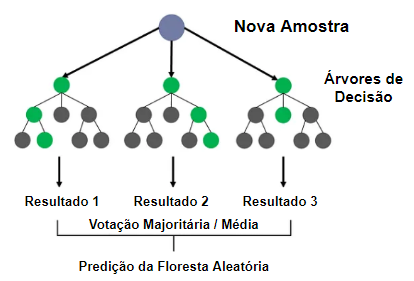 Nova Amostra
Árvores de
Decisão
Resultado 1
Resultado 2
Resultado 3
Votação Majoritária / Média
Predição da Floresta Aleatória